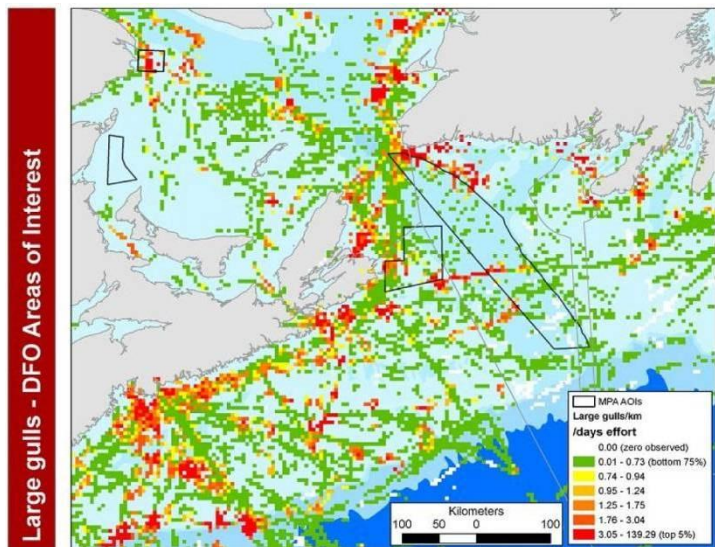 Large gulls - DFO Areas of Interest
MPA AOIs
Large gulls/km
/days effort
0.00 (zero observed)
0.01 - 0.73 (bottom 75%)
0.74 - 0.94
0.95 - 1.24
1.25 - 1.75
1.76 - 3.04
3.05 - 139.29 (top 5%)
Kilometers
100 50 0 100